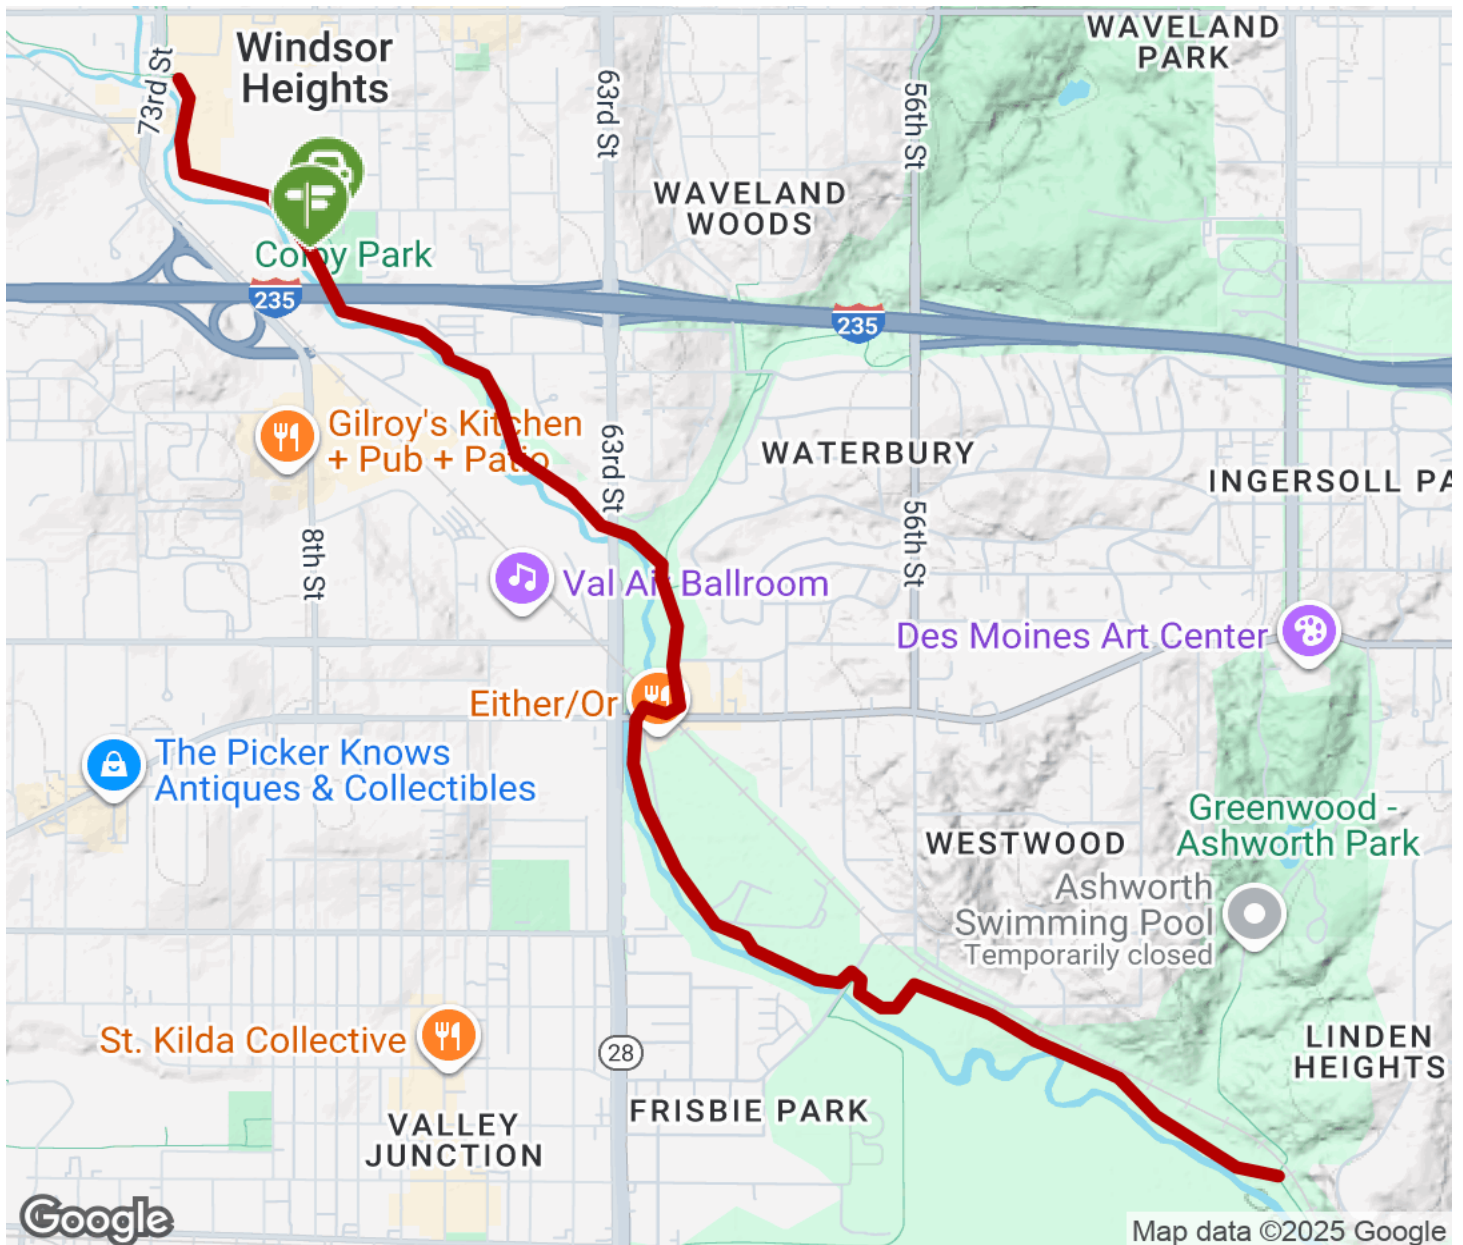 WAVELAND
PARK
Windsor
Heights
73rd St
63rd St
56th St
WAVELAND
WOODS
Colby Park
235
235
Gilroy's Kitchen
+ Pub + Patio
63rd St
WATERBURY
INGERSOLL PA
56th St
8th St
Val Air Ballroom
Des Moines Art Center
Either/Or
The Picker Knows
Antiques & Collectibles
Greenwood -
Ashworth Park
WESTWOOD
Ashworth
Swimming Pool
Temporarily closed
St. Kilda Collective
28
LINDEN
HEIGHTS
FRISBIE PARK
VALLEY
JUNCTION
Google
Map data ©2025 Google